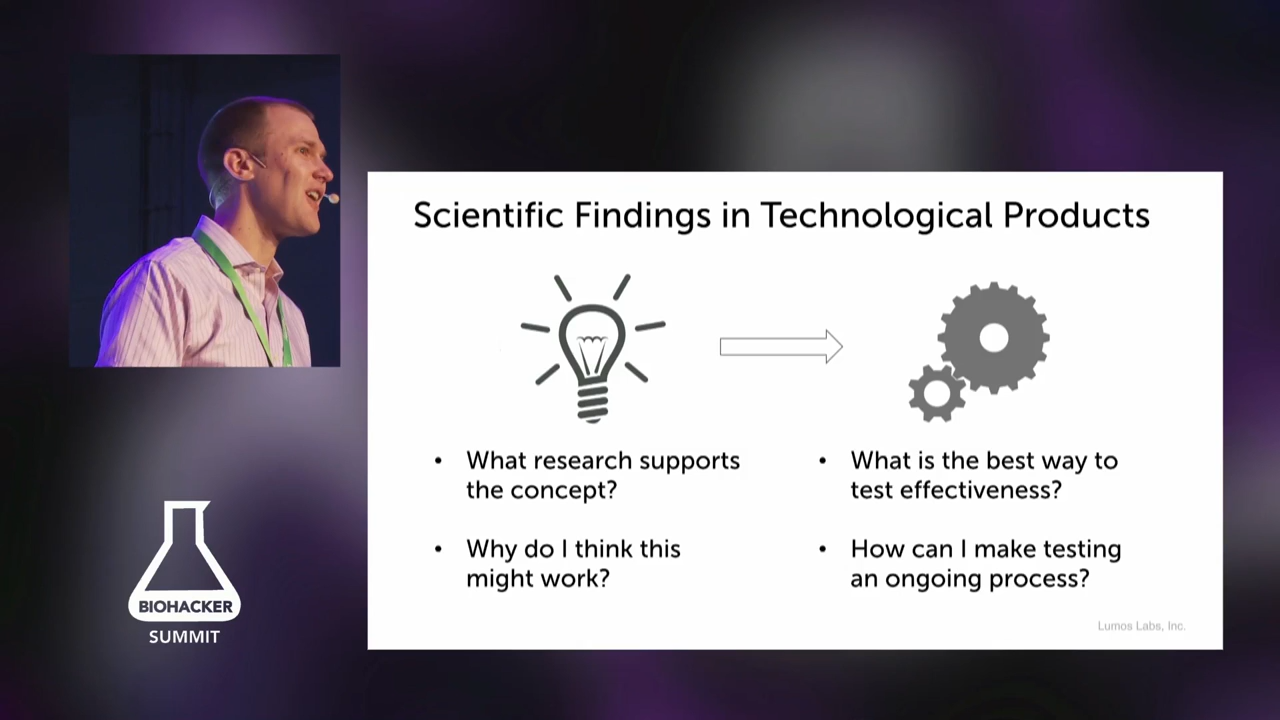 Scientific Findings in Technological Products
• What research supports
the concept?
• Why do I think this
might work?
• What is the best way to
test effectiveness?
• How can I make testing
an ongoing process?
Lumos Labs, Inc.
BIOHACKER
SUMMIT